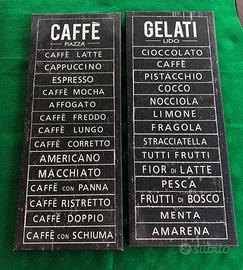 CAFFÈ
PIAZZA
CAFFÈ LATTE
CAPPUCCINO
ESPRESSO
CAFFÈ MOCHA
AFFOGATO
CAFFÈ FREDDO
CAFFÈ LUNGO
CAFFÈ CORRETTO
AMERICANO
MACCHIATO
CAFFÈ CON PANNA
CAFFÈ RISTRETTO
CAFFÈ DOPPIO
CAFFÈ CON SCHIUMA
GELATI
LIDO
CIOCCOLATO
CAFFÈ
PISTACCHIO
COCCO
NOCCIOLA
LIMONE
FRAGOLA
STRACCIATELLA
TUTTI FRUTTI
FIOR DI LATTE
PESCA
FRUTTI DI BOSCO
MENTA
AMARENA
subito